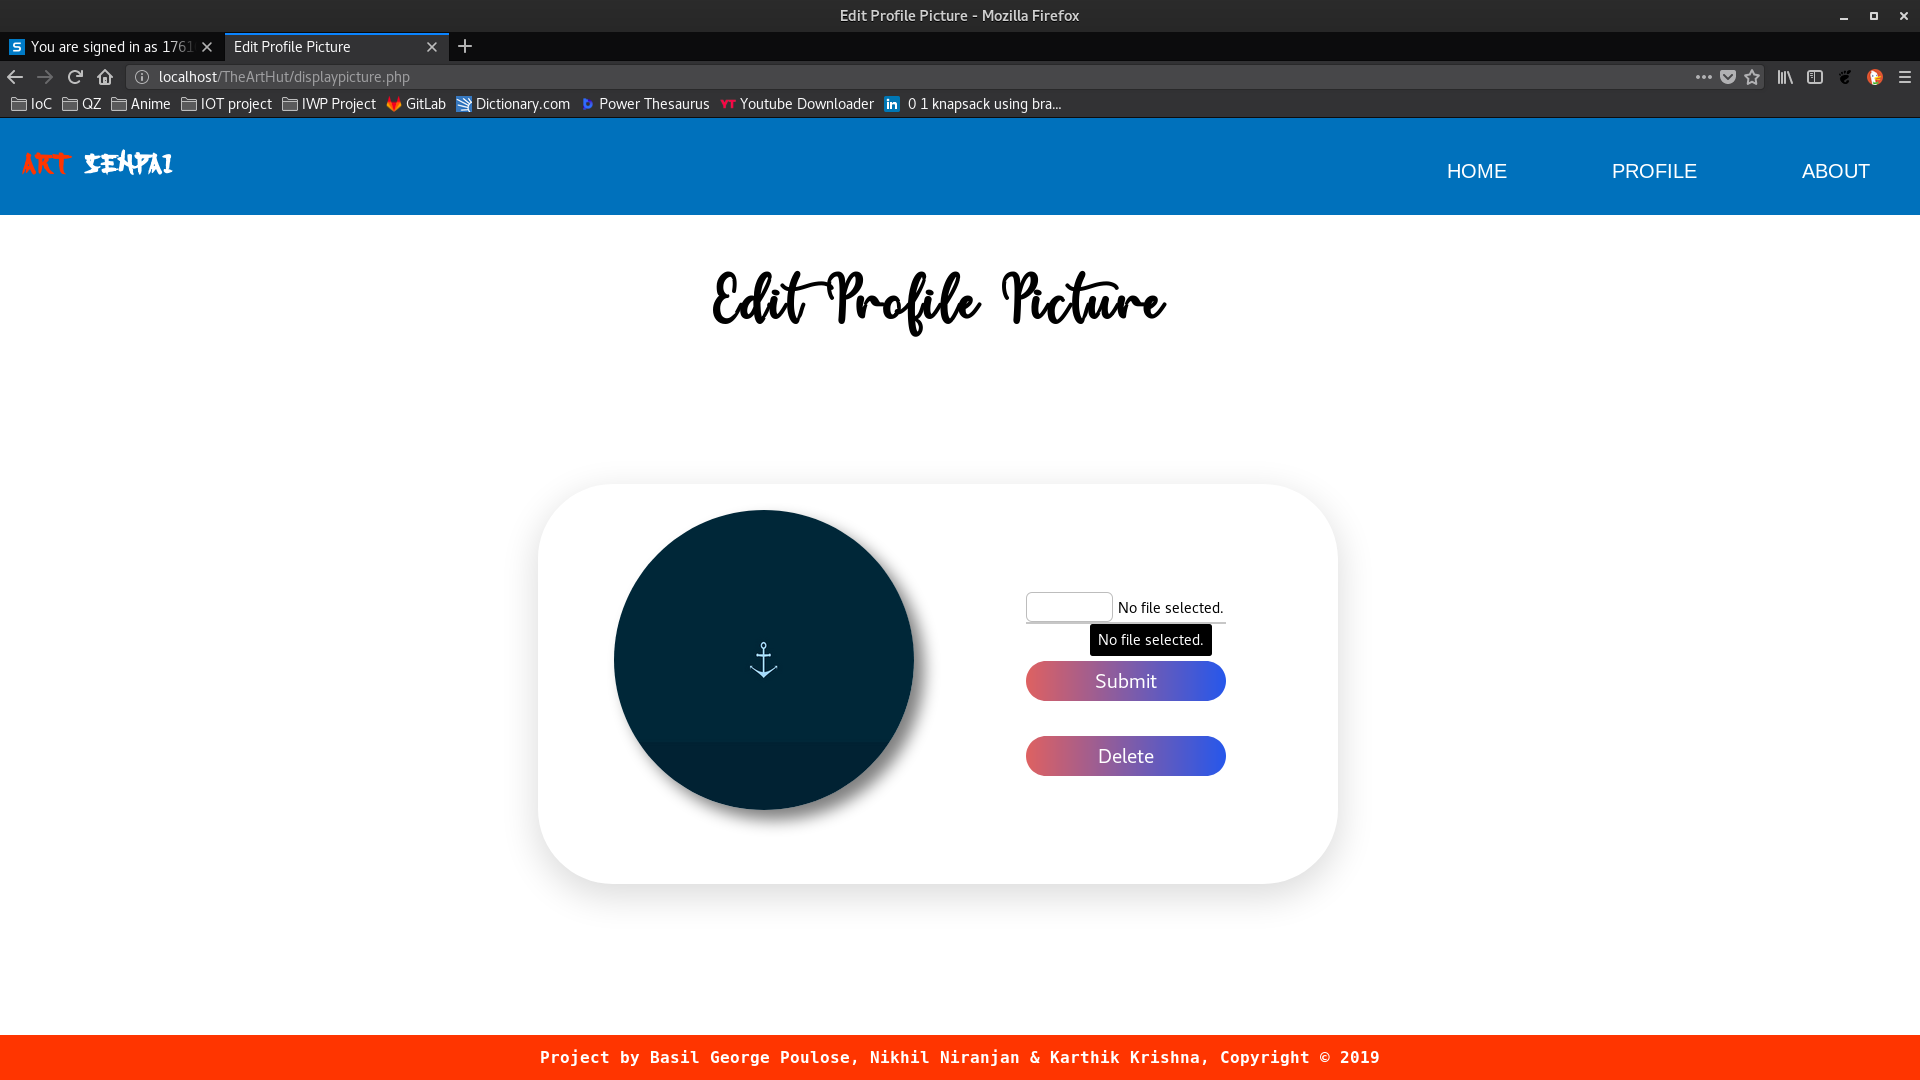 Edit Profile Picture - Mozilla Firefox
You are signed in as 1761
Edit Profile Picture
localhost/TheArtHut/displaypicture.php
IoC QZ Anime IOT project IWP Project GitLab Dictionary.com Power Thesaurus YT Youtube Downloader in 0 1 knapsack using bra...
ART SENPAI
HOME PROFILE ABOUT
Edit Profile Picture
No file selected.
No file selected.
Submit
Delete
Project by Basil George Poulose, Nikhil Niranjan & Karthik Krishna, Copyright © 2019